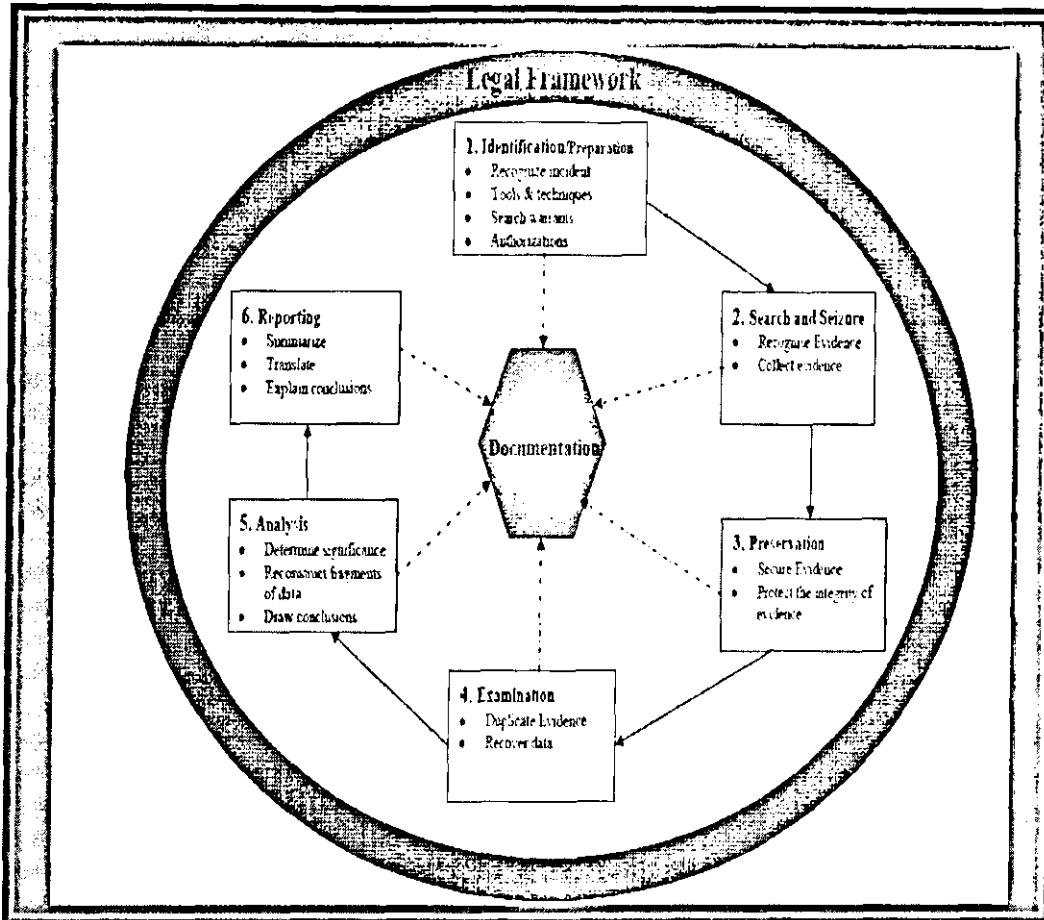 Legal Framework
1. Identification/Preparation
• Recognize incident
• Tools & techniques
• Search warrants
• Authorizations
2. Search and Seizure
• Recognise Evidence
• Collect evidence
6. Reporting
• Summarize
• Translate
• Explain conclusions
Documentation
5. Analysis
• Determine significance
• Reconstruct fragments
of data
• Draw conclusions
3. Preservation
• Secure Evidence
• Protect the integrity of
evidence
4. Examination
• Duplicate Evidence
• Recover data